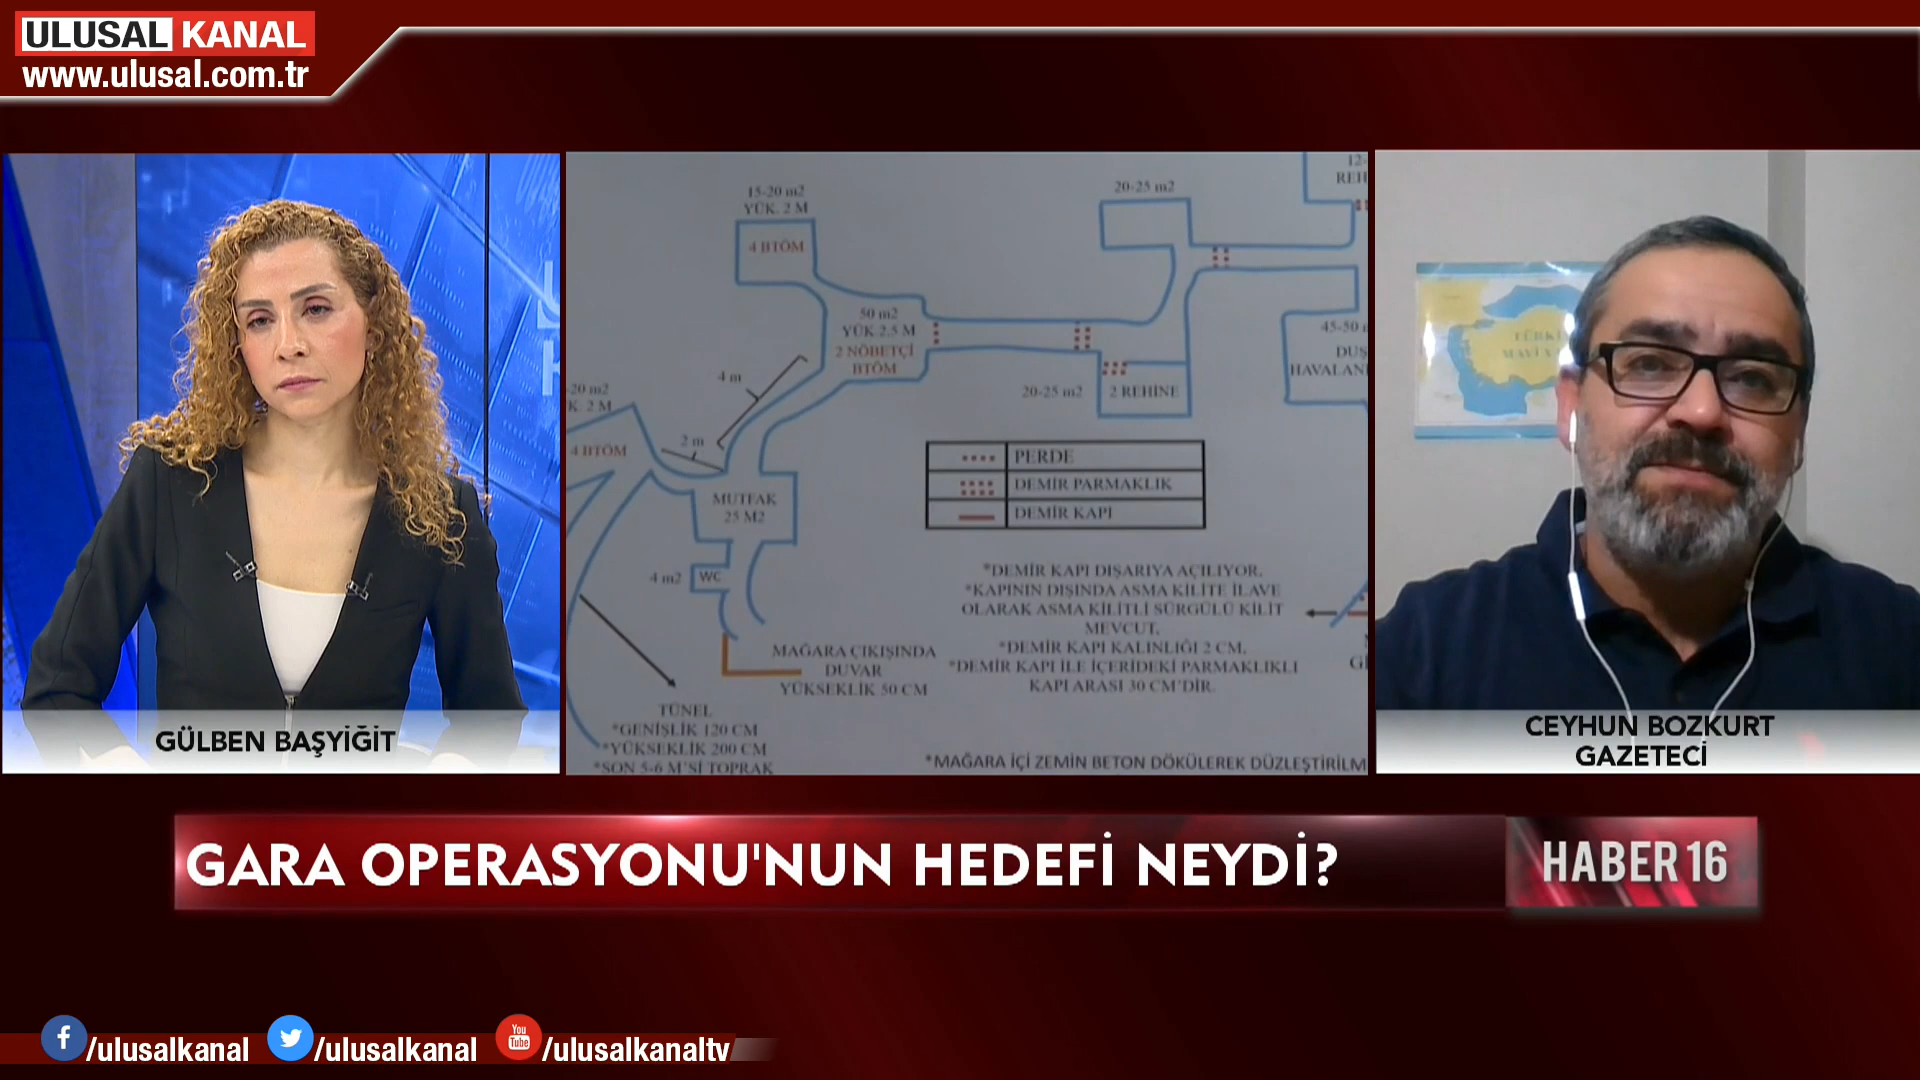 ULUSAL KANAL
www.ulusal.com.tr
15-20 m2
YÜK. 2 M
4 BTÖM
20-25 m2
12-
50 m2
YÜK 2.5 M
2 NÖBETÇİ
BTÖM
45-50
4 m
20-25 m2
2 REHİNE
-20 m2
2 M
4 BTÖM
2 m
MUTFAK
25 M2
4 m2
WC
PERDE
DEMİR PARMAKLIK
DEMİR KAPI
*DEMİR KAPI DIŞARIYA AÇILIYOR.
*KAPININ DIŞINDA ASMA KİLİTE İLAVE
OLARAK ASMA KİLİTLİ SÜRGÜLÜ KİLİT
MEVCUT.
*DEMİR KAPI KALINLIĞI 2 CM.
*DEMİR KAPI İLE İÇERİDEKİ PARMAKLIKLI
KAPI ARASI 30 CM'DİR.
MAĞARA ÇIKIŞINDA
DUVAR
YÜKSEKLİK 50 CM
TÜNEL
*GENİŞLİK 120 CM
*YÜKSEKLİK 200 CM
*SON 5-6 M'Sİ TOPRAK
*MAĞARA İÇİ ZEMİN BETON DÖKÜLEREK DÜZLEŞTİRİLM
GÜLBEN BAŞYİĞİT
CEYHUN BOZKURT
GAZETECİ
GARA OPERASYONU'NUN HEDEFİ NEYDİ?
HABER 16
/ulusalkanal
/ulusalkanal
You Tube
/ulusalkanaltv